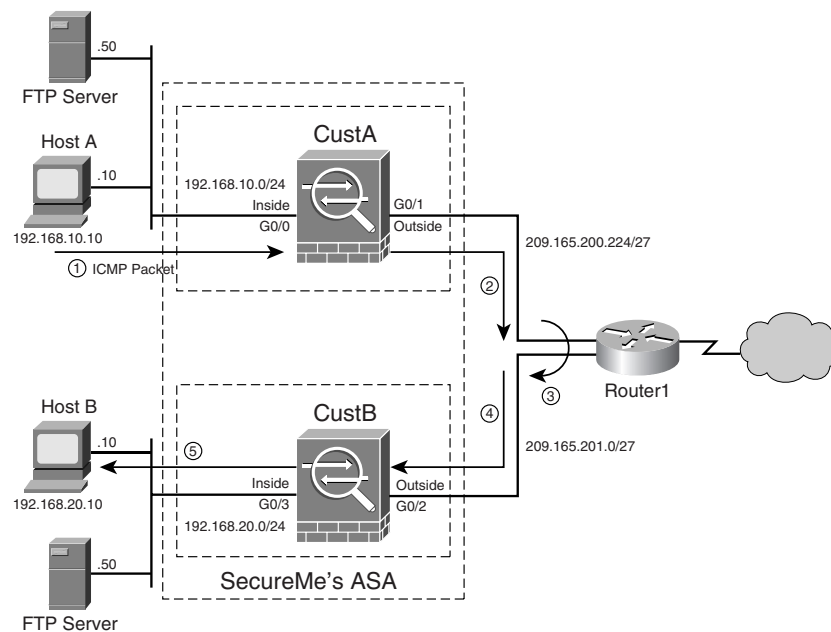 .50
FTP Server
Host A
.10
192.168.10.10
① ICMP Packet
CustA
192.168.10.0/24
Inside
G0/0
G0/1
Outside
209.165.200.224/27
②
③
Router1
④
209.165.201.0/27
Host B
.10
192.168.20.10
⑤
CustB
Inside
G0/3
Outside
G0/2
192.168.20.0/24
.50
FTP Server
SecureMe's ASA